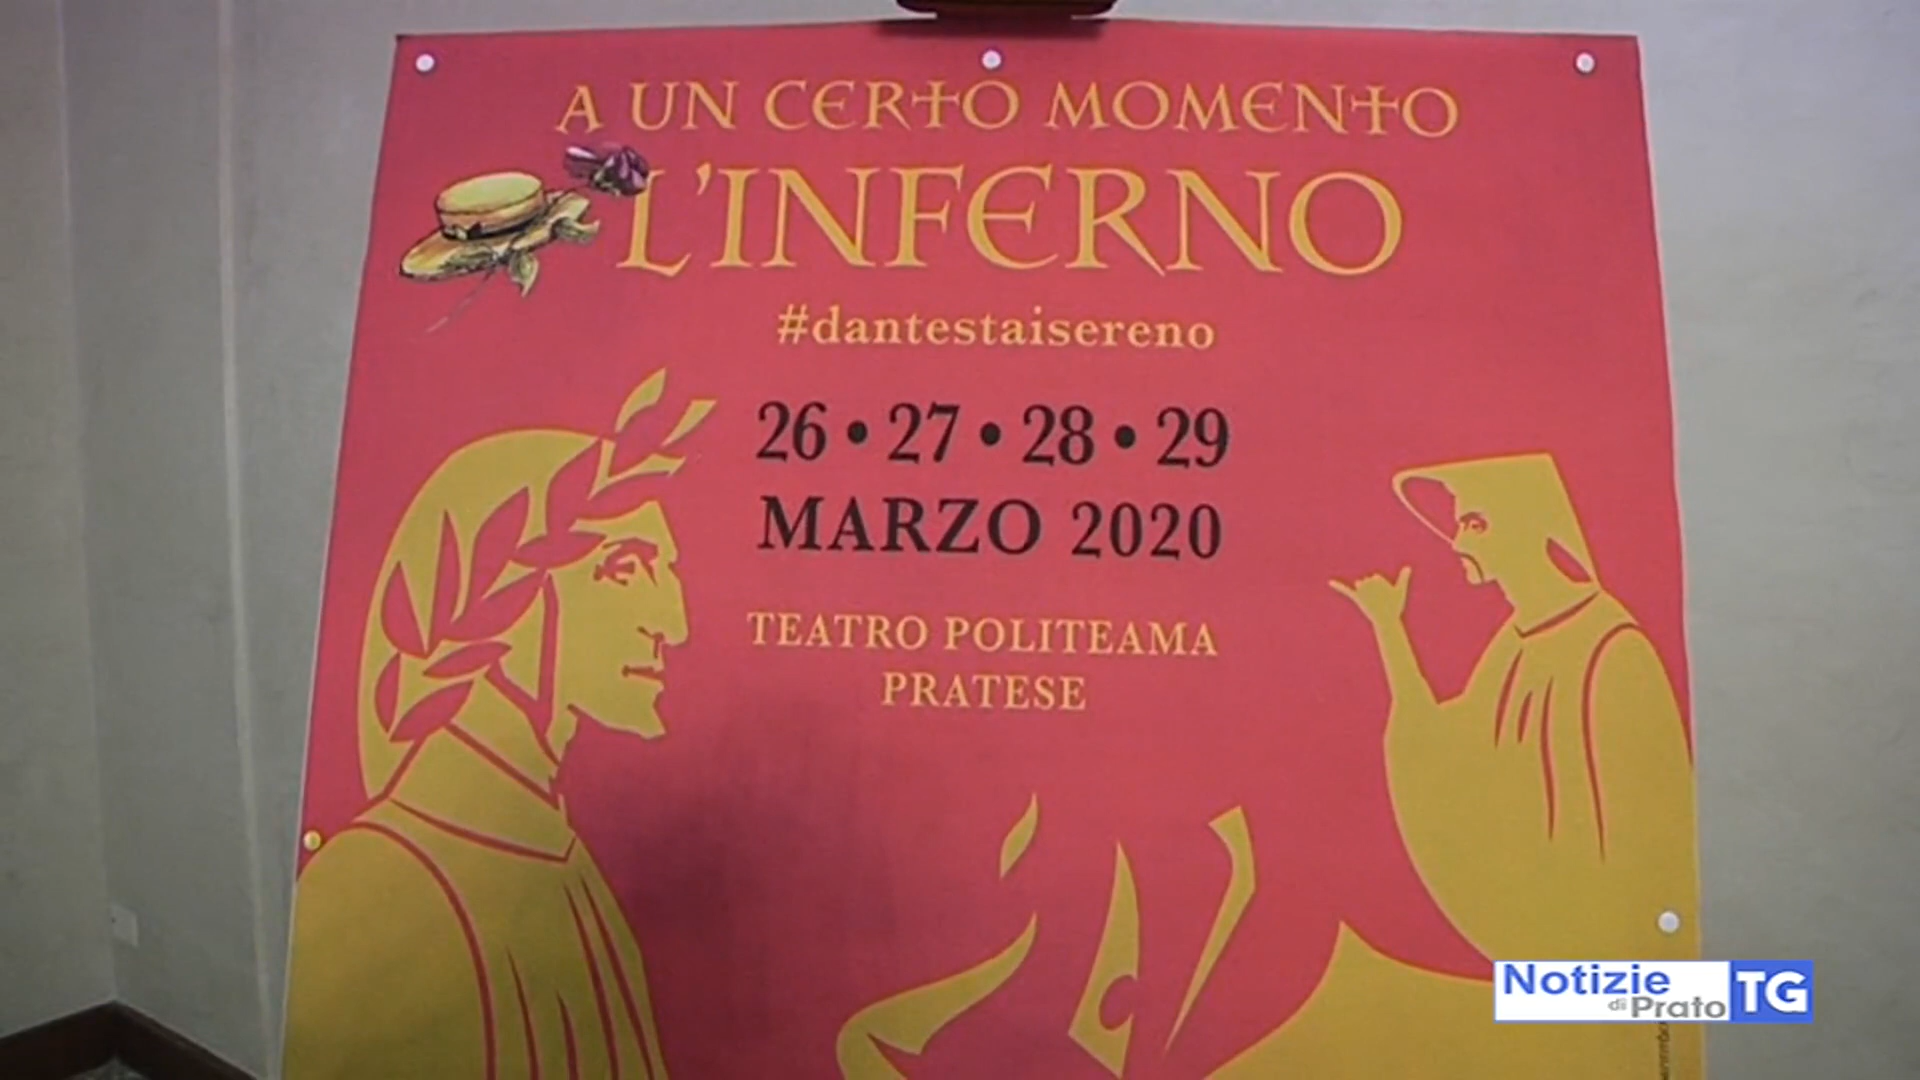 A UN CERTO MOMENTO
L'INFERNO
#dantestaisereno
26 • 27 • 28 • 29
MARZO 2020
TEATRO POLITEAMA
PRATESE
Notizie
di Prato
TG